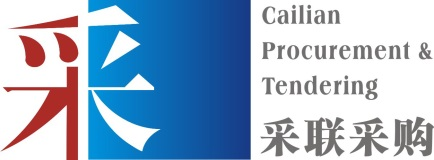 采
Cailian
Procurement &
Tendering
采联采购